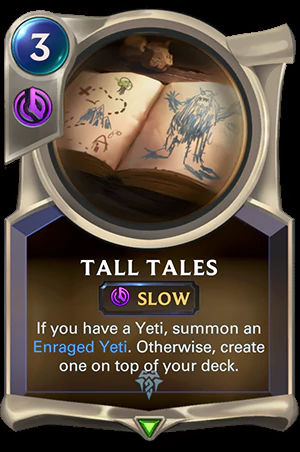 3
TALL TALES
SLOW
If you have a Yeti, summon an
Enraged Yeti. Otherwise, create
one on top of your deck.